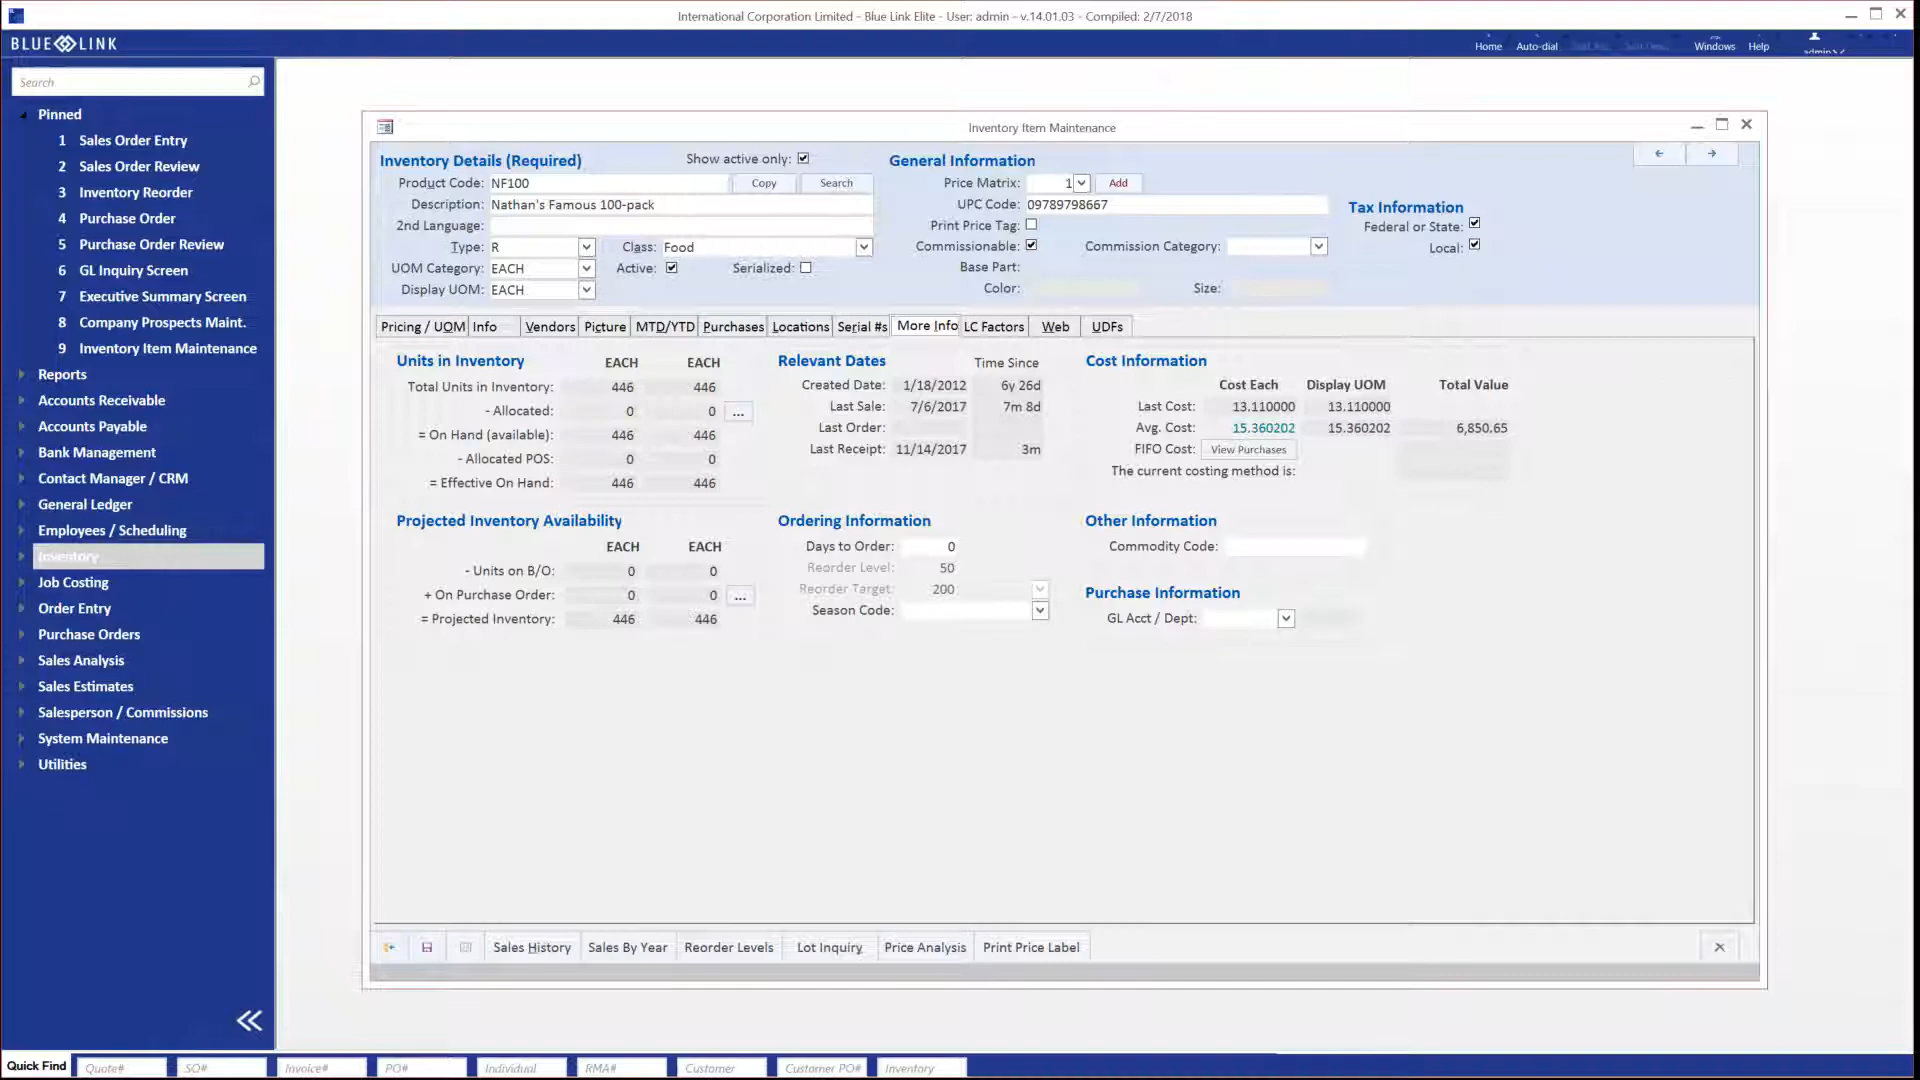 International Corporation Limited - Blue Link Elite - User: admin - v.14.01.03 - Compiled: 2/7/2018
BLUE LINK
Home Auto-dial Windows Help admin
Search
Pinned
1 Sales Order Entry
2 Sales Order Review
3 Inventory Reorder
4 Purchase Order
5 Purchase Order Review
6 GL Inquiry Screen
7 Executive Summary Screen
8 Company Prospects Maint.
9 Inventory Item Maintenance
Reports
Accounts Receivable
Accounts Payable
Bank Management
Contact Manager / CRM
General Ledger
Employees / Scheduling
Inventory
Job Costing
Order Entry
Purchase Orders
Sales Analysis
Sales Estimates
Salesperson / Commissions
System Maintenance
Utilities
Inventory Item Maintenance
Inventory Details (Required) Show active only:
Product Code: NF100 Copy Search
Description: Nathan's Famous 100-pack
2nd Language:
Type: R Class: Food
UOM Category: EACH Active: Serialized:
Display UOM: EACH
General Information
Price Matrix: 1 Add
UPC Code: 09789798667
Print Price Tag:
Commissionable: Commission Category:
Base Part:
Color: Size:
Tax Information
Federal or State:
Local:
Pricing / UOM Info Vendors Picture MTD/YTD Purchases Locations Serial #s More Info LC Factors Web UDFs
Units in Inventory EACH EACH
Total Units in Inventory: 446 446
- Allocated: 0 0 ...
= On Hand (available): 446 446
- Allocated POS: 0 0
= Effective On Hand: 446 446
Relevant Dates Time Since
Created Date: 1/18/2012 6y 26d
Last Sale: 7/6/2017 7m 8d
Last Order:
Last Receipt: 11/14/2017 3m
Cost Information
Cost Each Display UOM Total Value
Last Cost: 13.110000 13.110000
Avg. Cost: 15.360202 15.360202 6,850.65
FIFO Cost: View Purchases
The current costing method is:
Projected Inventory Availability
EACH EACH
- Units on B/O: 0 0
+ On Purchase Order: 0 0 ...
= Projected Inventory: 446 446
Ordering Information
Days to Order: 0
Reorder Level: 50
Reorder Target: 200
Season Code:
Other Information
Commodity Code:
Purchase Information
GL Acct / Dept:
Sales History Sales By Year Reorder Levels Lot Inquiry Price Analysis Print Price Label
Quick Find Quote# SO# Invoice# PO# Individual RMA# Customer Customer PO# Inventory